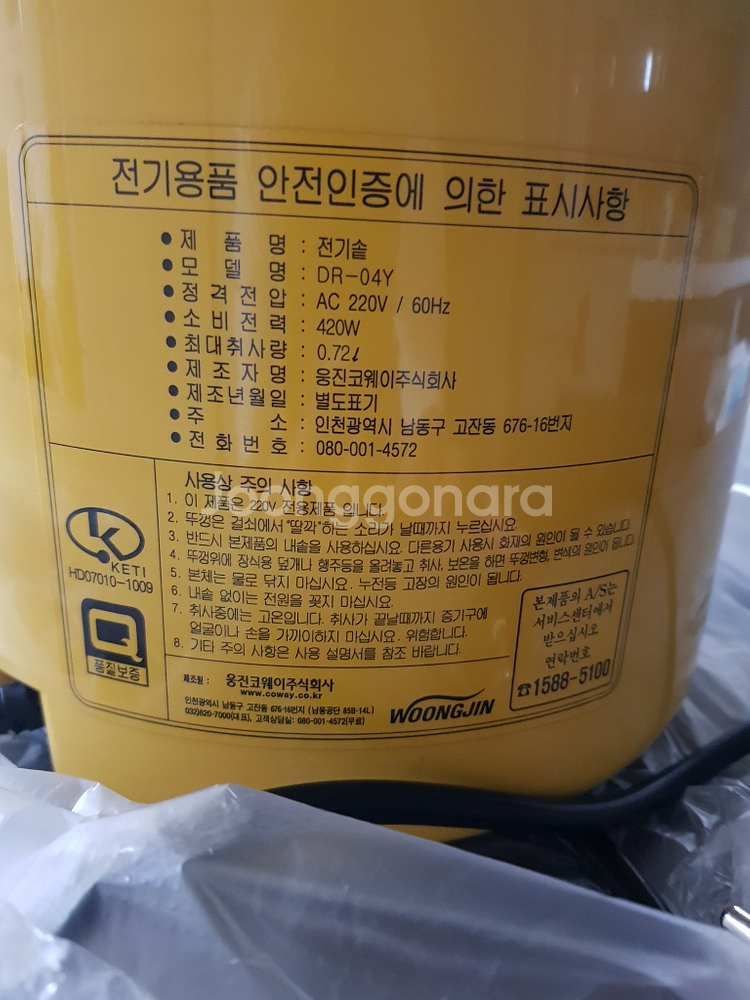 전기용품 안전인증에 의한 표시사항
● 제 품 명 : 전기솥
● 모 델 명 : DR-04Y
● 정 격 전 압 : AC 220V / 60Hz
● 소 비 전 력 : 420W
● 최대취사량 : 0.72ℓ
● 제 조 자 명 : 웅진코웨이주식회사
● 제조년월일 : 별도표기
● 주 소 : 인천광역시 남동구 고잔동 676-16번지
● 전 화 번 호 : 080-001-4572
사용상 주의 사항
1. 이 제품은 220V 전용제품 입니다.
2. 뚜껑은 걸쇠에서 "딸깍"하는 소리가 날때까지 누르십시요.
3. 반드시 본제품의 내솥을 사용하십시요. 다른용기 사용시 화재의 원인이 될 수 있습니다.
4. 뚜껑위에 장식용 덮개나 행주등을 올려놓고 취사, 보온을 하면 뚜껑변형, 변색의 원인이 됩니다.
5. 본체는 물로 닦지 마십시요. 누전등 고장의 원인이 됩니다.
6. 내솥 없이는 전원을 꽂지 마십시요.
7. 취사중에는 고온입니다. 취사가 끝날때까지 증기구에
얼굴이나 손을 가까이하지 마십시요. 위험합니다.
8. 기타 주의 사항은 사용 설명서를 참조 바랍니다.
K
KETI
HD07010-1009
Q
품질보증
본제품의 A/S는
서비스센터에서
받으십시오
연락번호
☎1588-5100
제조원 : 웅진코웨이주식회사
www.coway.co.kr
인천광역시 남동구 고잔동 676-16번지 (남동공단 85B-14L)
032)820-7000(대표), 고객상담실: 080-001-4572(무료)
WOONGJIN
Joonggonara